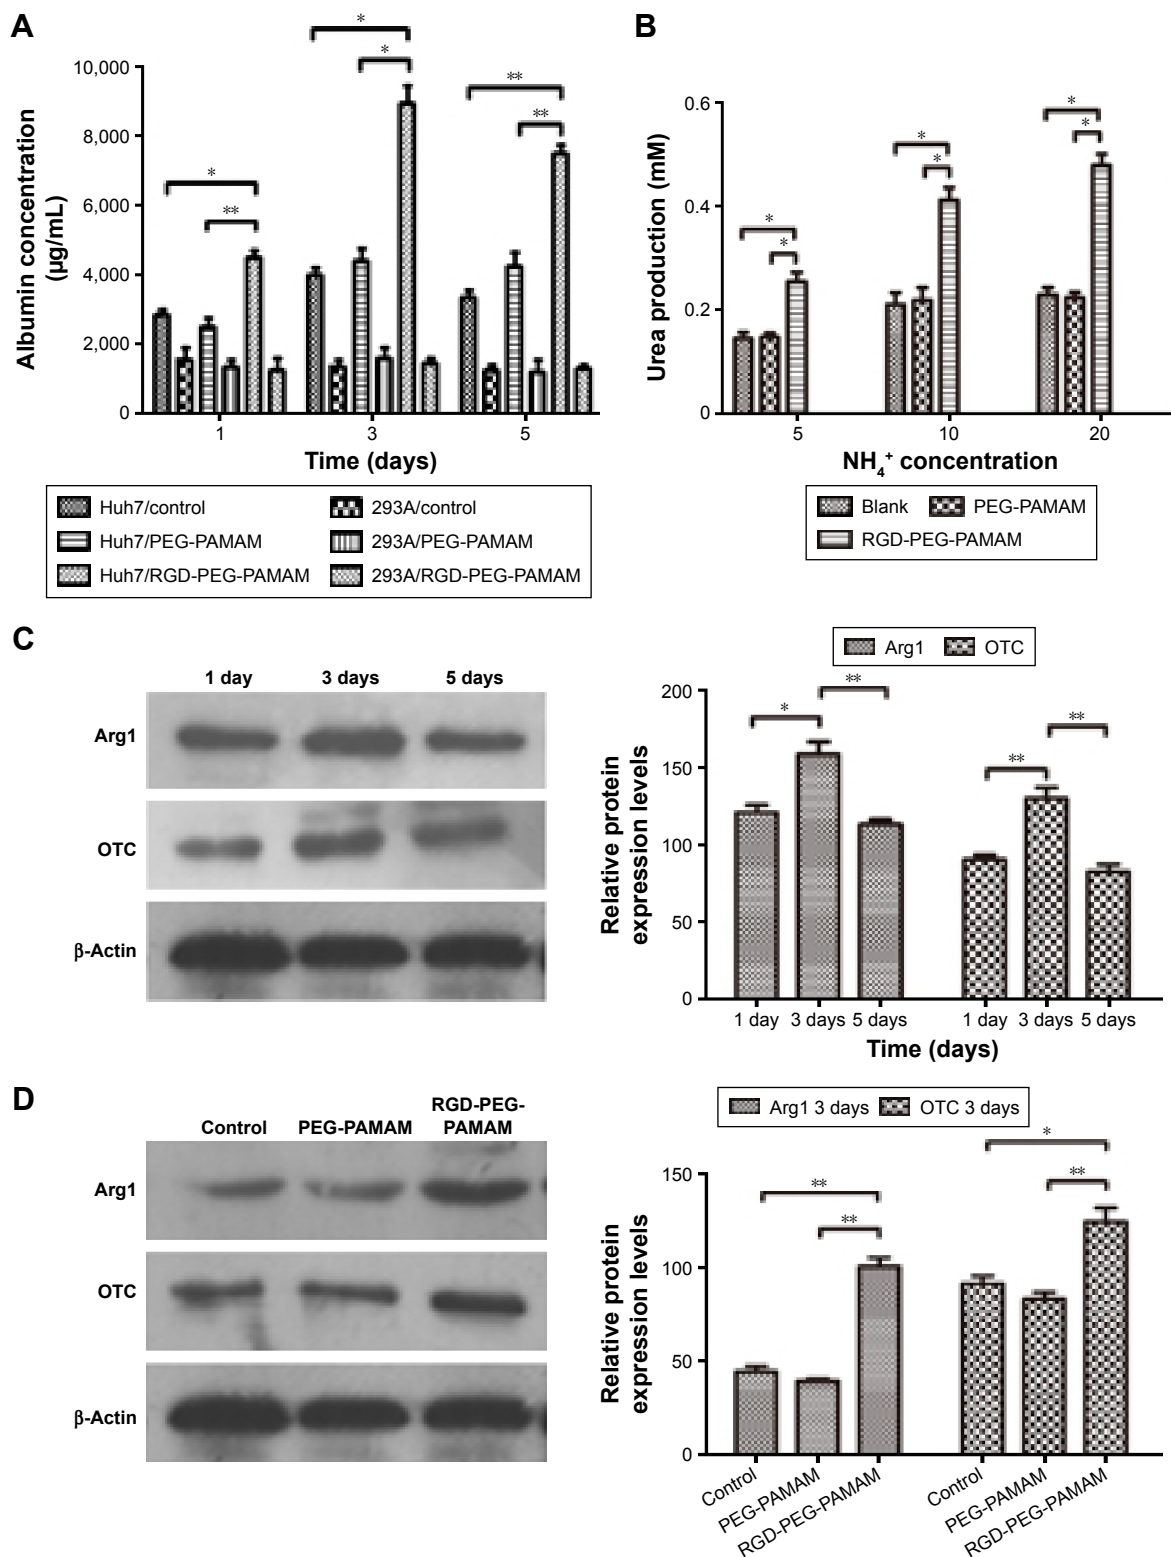 A
Albumin concentration
(µg/mL)
10,000
8,000
6,000
4,000
2,000
0
*
**
*
*
**
**
1
3
5
Time (days)
Huh7/control
293A/control
Huh7/PEG-PAMAM
293A/PEG-PAMAM
Huh7/RGD-PEG-PAMAM
293A/RGD-PEG-PAMAM
B
Urea production (mM)
0.6
0.4
0.2
0
*
*
*
*
*
*
5
10
20
NH4+ concentration
Blank
PEG-PAMAM
RGD-PEG-PAMAM
C
1 day
3 days
5 days
Arg1
OTC
β-Actin
Arg1
OTC
Relative protein
expression levels
200
150
100
50
0
*
**
**
**
1 day
3 days
5 days
1 day
3 days
5 days
Time (days)
D
Control
PEG-PAMAM
RGD-PEG-
PAMAM
Arg1
OTC
β-Actin
Arg1 3 days
OTC 3 days
Relative protein
expression levels
150
100
50
0
**
**
*
**
Control
PEG-PAMAM
RGD-PEG-PAMAM
Control
PEG-PAMAM
RGD-PEG-PAMAM